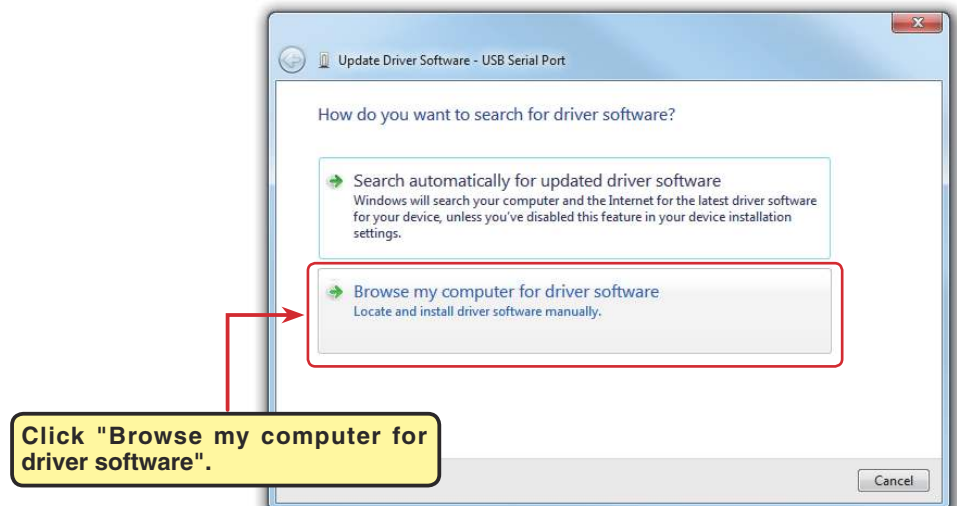 Update Driver Software - USB Serial Port
How do you want to search for driver software?
Search automatically for updated driver software
Windows will search your computer and the Internet for the latest driver software
for your device, unless you've disabled this feature in your device installation
settings.
Browse my computer for driver software
Locate and install driver software manually.
Click "Browse my computer for
driver software".
Cancel